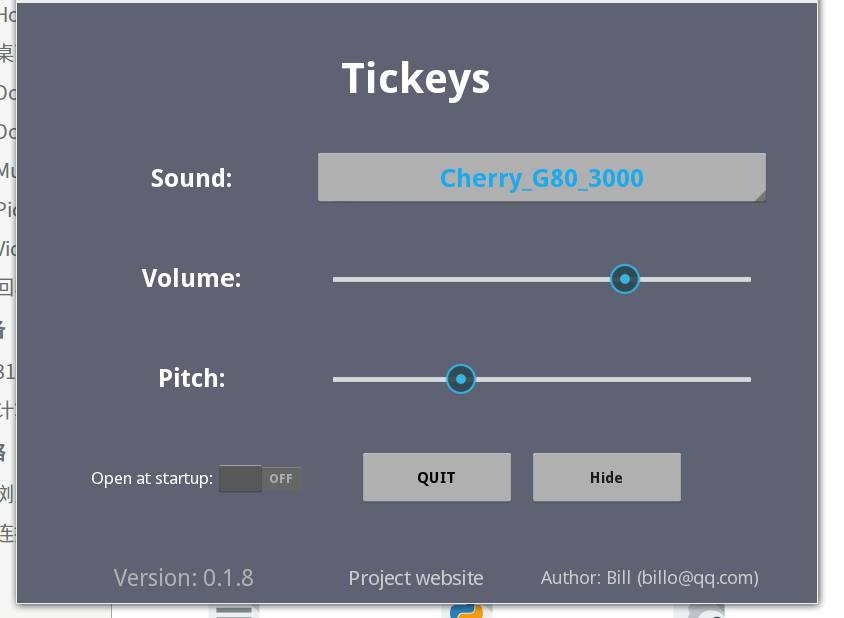 Tickeys
Sound: Cherry_G80_3000
Volume:
Pitch:
Open at startup: OFF QUIT Hide
Version: 0.1.8 Project website Author: Bill (billo@qq.com)